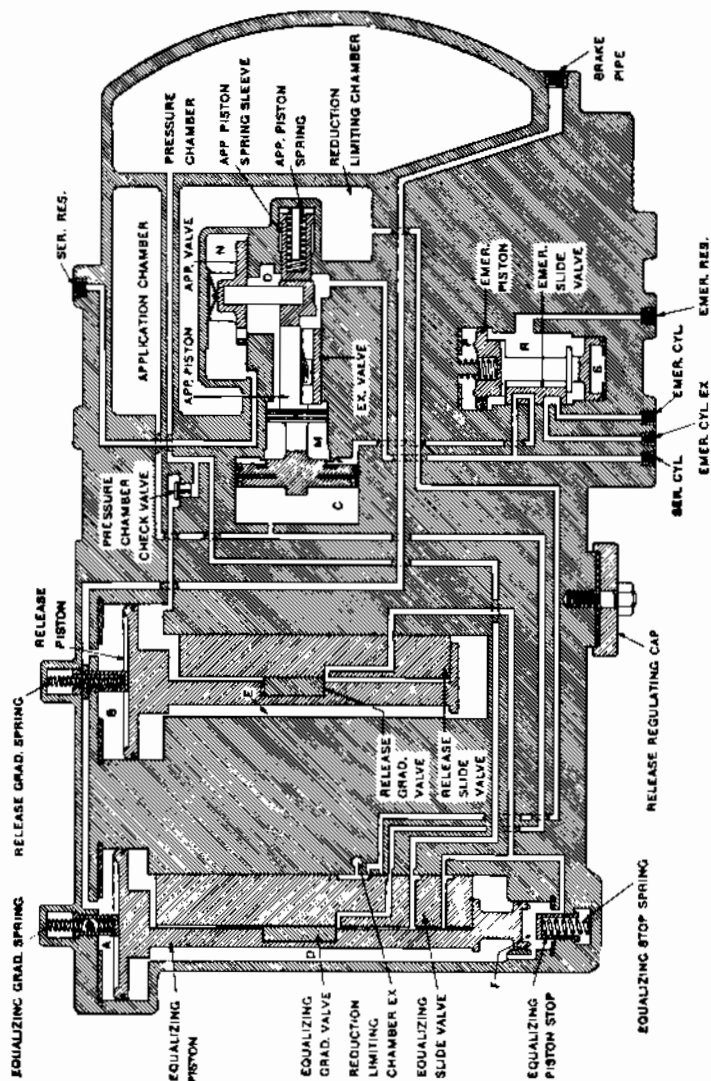 EQUALIZING GRAD. SPRING
RELEASE GRAD. SPRING
RELEASE
PISTON
PRESSURE
CHAMBER
CHECK VALVE
SER. RES.
APPLICATION CHAMBER
APP. PISTON
APP. VALVE
PRESSURE
CHAMBER
APP. PISTON
SPRING SLEEVE
APP. PISTON
SPRING
REDUCTION
LIMITING CHAMBER
A
B
C
M
N
O
EX. VALVE
D
E
F
EQUALIZING
PISTON
EQUALIZING
GRAD. VALVE
REDUCTION
LIMITING
CHAMBER EX
EQUALIZING
SLIDE VALVE
EQUALIZING
PISTON STOP
EQUALIZING STOP SPRING
RELEASE
GRAD.
VALVE
RELEASE
SLIDE
VALVE
RELEASE REGULATING CAP
EMER.
PISTON
EMER.
SLIDE
VALVE
P
R
SER. CYL
EMER. CYL EX
EMER. CYL
EMER. RES.
BRAKE
PIPE